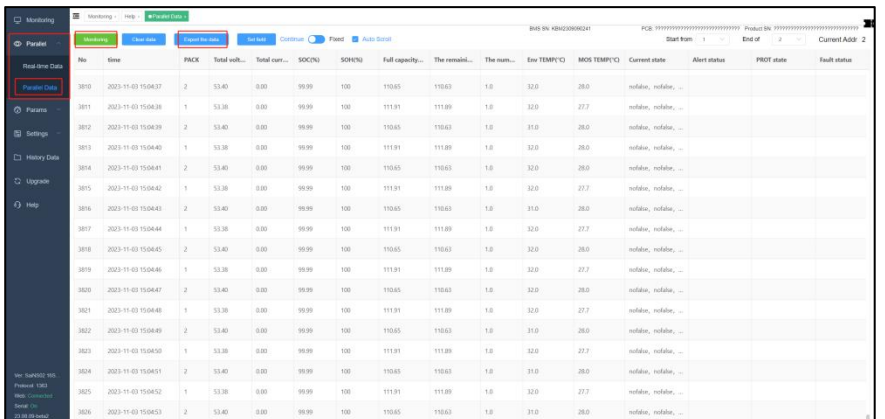 Monitoring
Monitoring
Help
Parallel Data
BMS SN: KBM2308090241
PCB: ??????????????????????????????
Product SN: ??????????????????????????????
Parallel
Monitoring
Clear data
Export the data
Set field
Continue
Fixed
Auto Scroll
Start from 1
End of 2
Current Addr 2
Real-time Data
Parallel Data
Params
Settings
History Data
Upgrade
Help
No time PACK Total volt... Total curr... SOC(%) SOH(%) Full capacity... The remaini... The num... Env TEMP(°C) MOS TEMP(°C) Current state Alert status PROT state Fault status
3810 2023-11-03 15:04:37 2 53.40 0.00 99.99 100 110.65 110.63 1.0 32.0 28.0 nofalse, nofalse, ...
3811 2023-11-03 15:04:38 1 53.38 0.00 99.99 100 111.91 111.89 1.0 32.0 27.7 nofalse, nofalse, ...
3812 2023-11-03 15:04:39 2 53.40 0.00 99.99 100 110.65 110.63 1.0 31.0 28.0 nofalse, nofalse, ...
3813 2023-11-03 15:04:40 1 53.38 0.00 99.99 100 111.91 111.89 1.0 32.0 27.7 nofalse, nofalse, ...
3814 2023-11-03 15:04:41 2 53.40 0.00 99.99 100 110.65 110.63 1.0 32.0 28.0 nofalse, nofalse, ...
3815 2023-11-03 15:04:42 1 53.38 0.00 99.99 100 111.91 111.89 1.0 32.0 27.7 nofalse, nofalse, ...
3816 2023-11-03 15:04:43 2 53.40 0.00 99.99 100 110.65 110.63 1.0 31.0 28.0 nofalse, nofalse, ...
3817 2023-11-03 15:04:44 1 53.38 0.00 99.99 100 111.91 111.89 1.0 32.0 27.7 nofalse, nofalse, ...
3818 2023-11-03 15:04:45 2 53.40 0.00 99.99 100 110.65 110.63 1.0 32.0 28.0 nofalse, nofalse, ...
3819 2023-11-03 15:04:46 1 53.38 0.00 99.99 100 111.91 111.89 1.0 32.0 27.7 nofalse, nofalse, ...
3820 2023-11-03 15:04:47 2 53.40 0.00 99.99 100 110.65 110.63 1.0 32.0 28.0 nofalse, nofalse, ...
3821 2023-11-03 15:04:48 1 53.38 0.00 99.99 100 111.91 111.89 1.0 32.0 27.7 nofalse, nofalse, ...
3822 2023-11-03 15:04:49 2 53.40 0.00 99.99 100 110.65 110.63 1.0 31.0 28.0 nofalse, nofalse, ...
3823 2023-11-03 15:04:50 1 53.38 0.00 99.99 100 111.91 111.89 1.0 32.0 27.7 nofalse, nofalse, ...
3824 2023-11-03 15:04:51 2 53.40 0.00 99.99 100 110.65 110.63 1.0 31.0 28.0 nofalse, nofalse, ...
3825 2023-11-03 15:04:52 1 53.38 0.00 99.99 100 111.91 111.89 1.0 32.0 27.7 nofalse, nofalse, ...
3826 2023-11-03 15:04:53 2 53.40 0.00 99.99 100 110.65 110.63 1.0 31.0 28.0 nofalse, nofalse, ...
Web: Connected
Serial: On
23.09.09-beta2